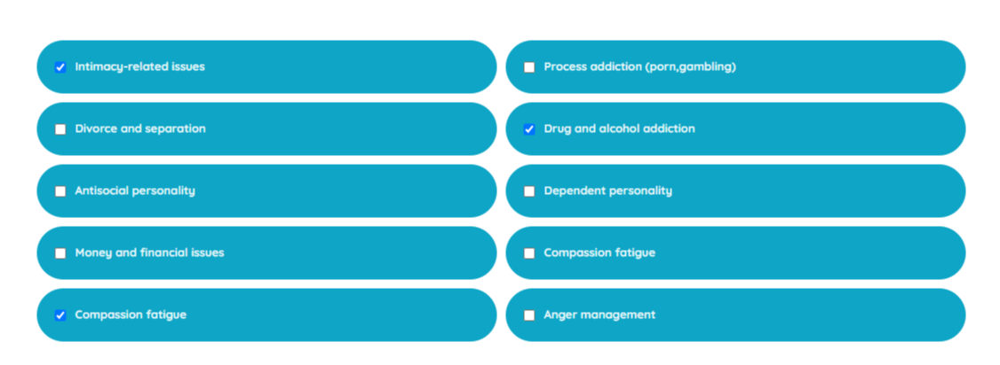 Intimacy-related issues
Process addiction (porn,gambling)
Divorce and separation
Drug and alcohol addiction
Antisocial personality
Dependent personality
Money and financial issues
Compassion fatigue
Compassion fatigue
Anger management